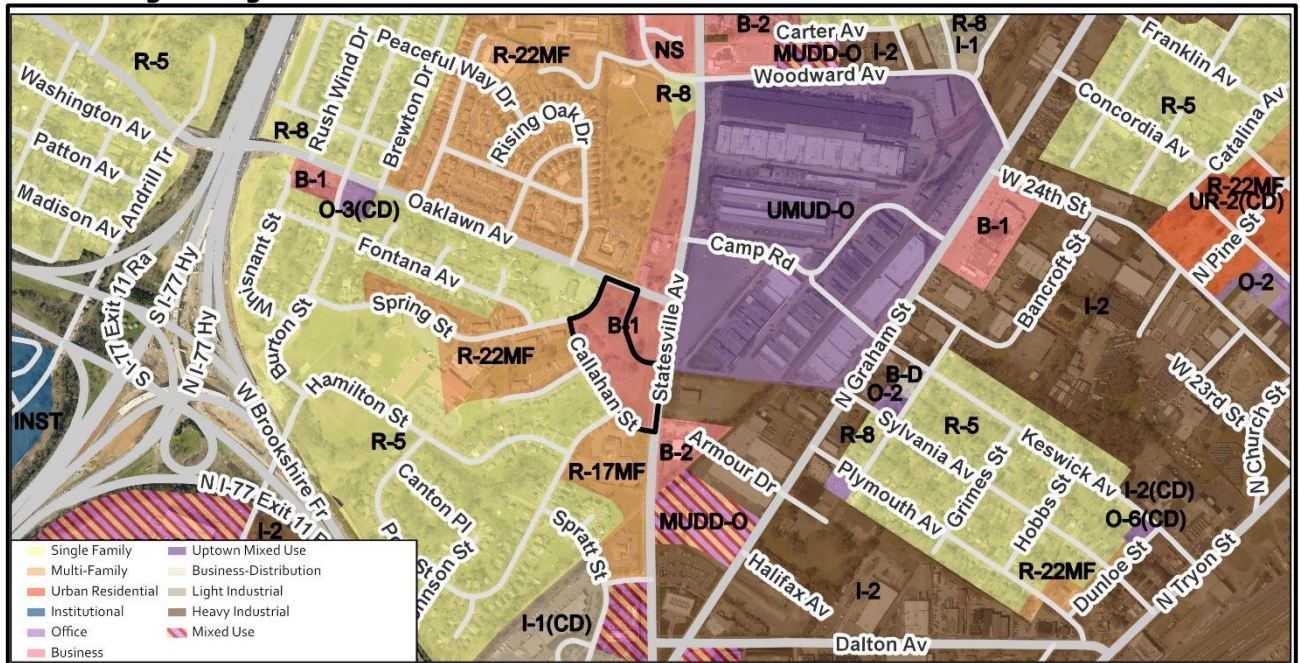 B-2
Carter Av
R-8
I-1
NS
MUDD-O
I-2
R-22MF
Peaceful Way Dr
Rush Wind Dr
R-5
Woodward Av
Franklin Av
Washington Av
R-8
Brewton Dr
Rising Oak Dr
R-8
Concordia Av
R-5
Catalina Av
Patton Av
Andrill Tr
Madison Av
B-1
O-3(CD)
Oaklawn Av
UMUD-O
W 24th St
R-22MF
UR-2(CD)
N Pine St
B-1
Whisnant St
Fontana Av
Camp Rd
Bancroft St
O-2
S I-77 Hy
S I-77 Exit 11 Ra
N I-77 Hy
Burton St
Spring St
B-1
Statesville Av
I-2
R-22MF
Callahan St
N Graham St
W 23rd St
INST
W Brookshire Fr
Hamilton St
B-D
O-2
N Church St
R-5
R-8
R-5
Sylvania Av
Keswick Av
B-2
Armour Dr
R-17MF
Grimes St
Hobbs St
Plymouth Av
I-2(CD)
O-6(CD)
Canton Pl
MUDD-O
N I-77 Exit 11
I-2
Spratt St
Halifax Av
I-2
R-22MF
Dunloe St
N Tryon St
I-1(CD)
Dalton Av
Single Family
Multi-Family
Urban Residential
Institutional
Office
Business
Uptown Mixed Use
Business-Distribution
Light Industrial
Heavy Industrial
Mixed Use